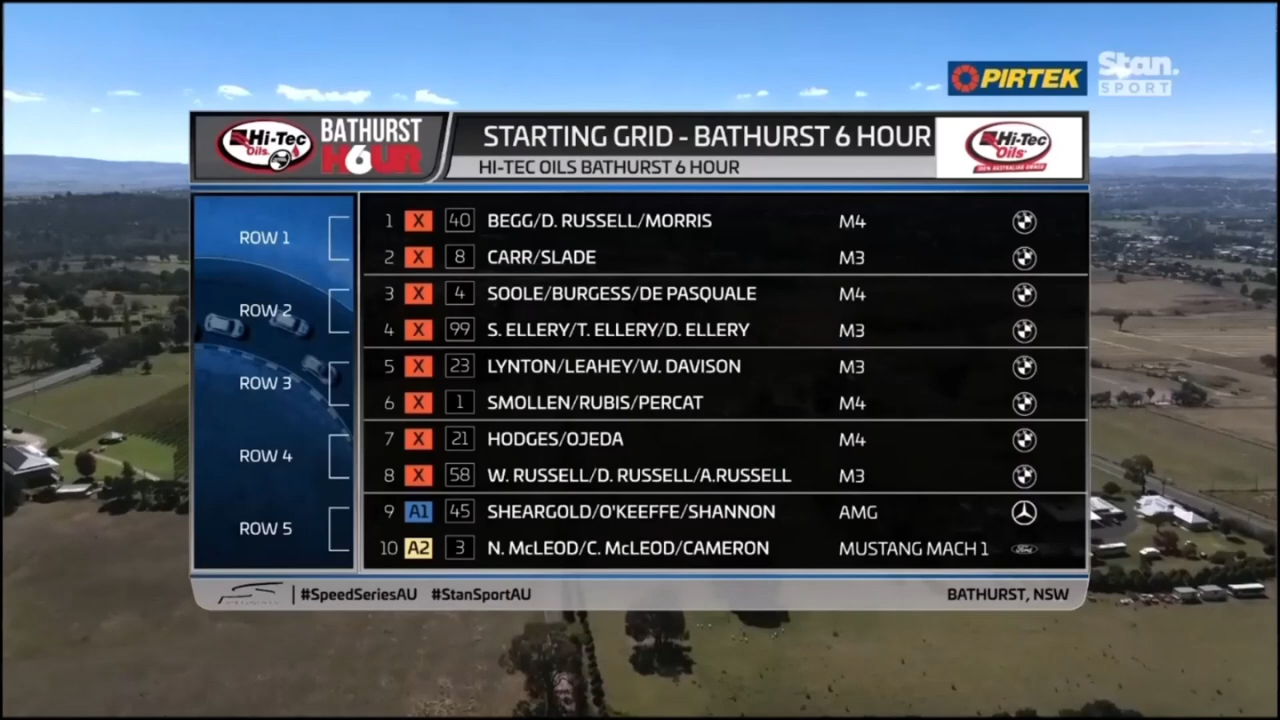 PIRTEK
Stan.
SPORT
Hi-Tec Oils
BATHURST
6 HOUR
STARTING GRID - BATHURST 6 HOUR
HI-TEC OILS BATHURST 6 HOUR
Hi-Tec
Oils
100% AUSTRALIAN OWNED
ROW 1
1 X 40 BEGG/D. RUSSELL/MORRIS M4
2 X 8 CARR/SLADE M3
ROW 2
3 X 4 SOOLE/BURGESS/DE PASQUALE M4
4 X 99 S. ELLERY/T. ELLERY/D. ELLERY M3
ROW 3
5 X 23 LYNTON/LEAHEY/W. DAVISON M3
6 X 1 SMOLLEN/RUBIS/PERCAT M4
ROW 4
7 X 21 HODGES/OJEDA M4
8 X 58 W. RUSSELL/D. RUSSELL/A.RUSSELL M3
ROW 5
9 A1 45 SHEARGOLD/O'KEEFFE/SHANNON AMG
10 A2 3 N. McLEOD/C. McLEOD/CAMERON MUSTANG MACH 1 Ford
#SpeedSeriesAU #StanSportAU
BATHURST, NSW